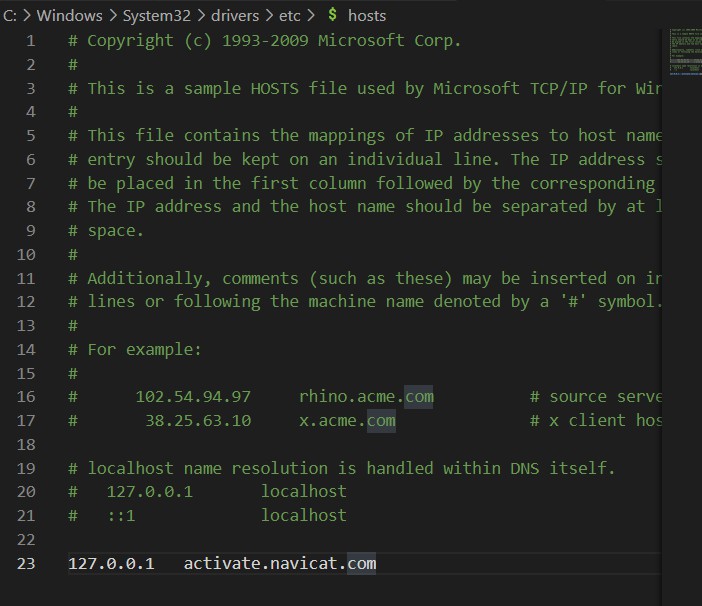 C: > Windows > System32 > drivers > etc > $ hosts
1 # Copyright (c) 1993-2009 Microsoft Corp.
2 #
3 # This is a sample HOSTS file used by Microsoft TCP/IP for
4 #
5 # This file contains the mappings of IP addresses to host name
6 # entry should be kept on an individual line. The IP address
7 # be placed in the first column followed by the corresponding
8 # The IP address and the host name should be separated by at
9 # space.
10 #
11 # Additionally, comments (such as these) may be inserted on
12 # lines or following the machine name denoted by a '#' symbol.
13 #
14 # For example:
15 #
16 # 102.54.94.97 rhino.acme.com # source serve
17 # 38.25.63.10 x.acme.com # x client hos
18
19 # localhost name resolution is handled within DNS itself.
20 # 127.0.0.1 localhost
21 # ::1 localhost
22
23 127.0.0.1 activate.navicat.com